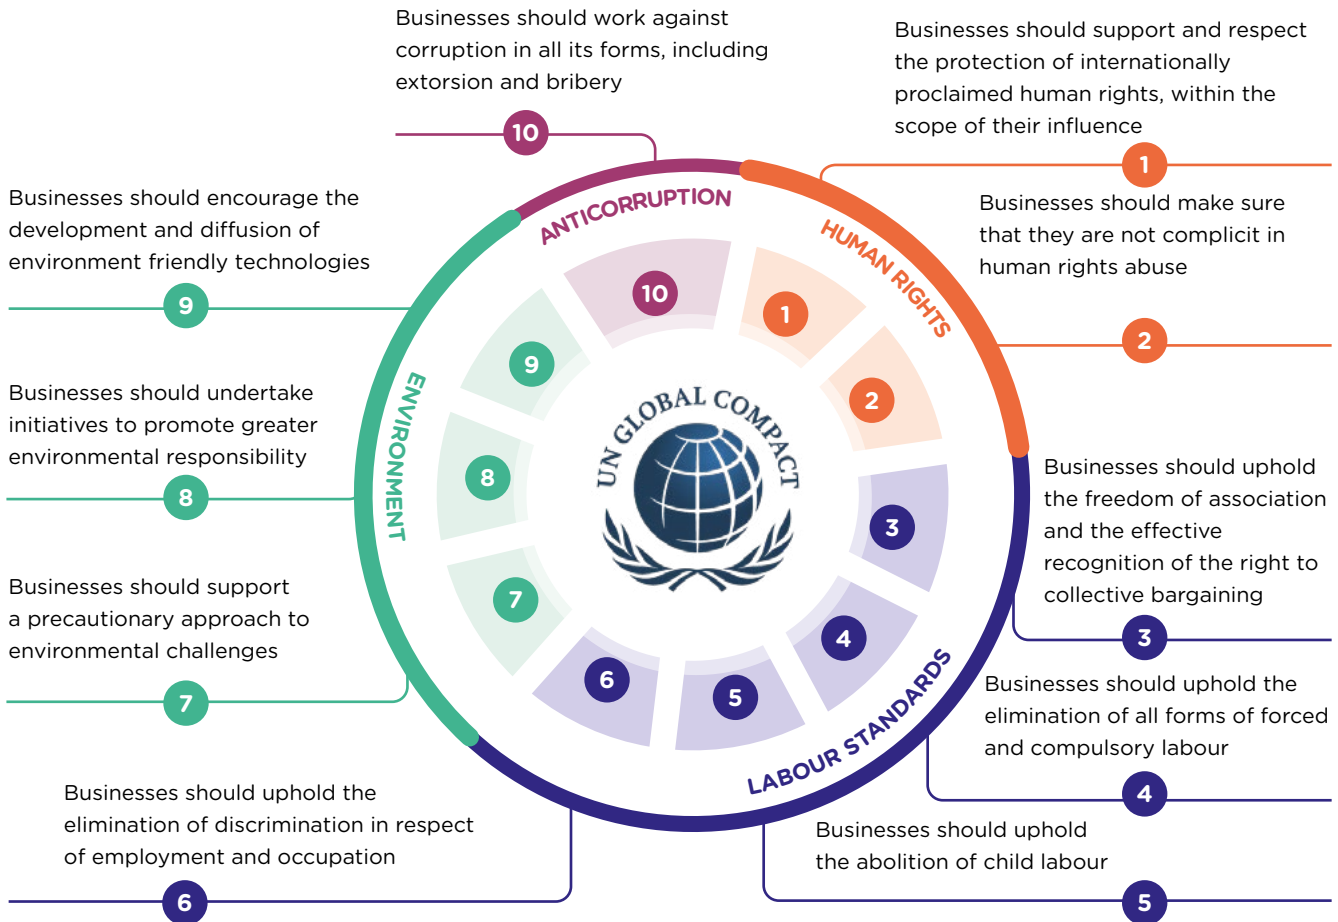 Businesses should work against
corruption in all its forms, including
extorsion and bribery
10
Businesses should support and respect
the protection of internationally
proclaimed human rights, within the
scope of their influence
1
Businesses should make sure
that they are not complicit in
human rights abuse
2
Businesses should uphold
the freedom of association
and the effective
recognition of the right to
collective bargaining
3
Businesses should uphold the
elimination of all forms of forced
and compulsory labour
4
Businesses should uphold
the abolition of child labour
5
Businesses should uphold the
elimination of discrimination in respect
of employment and occupation
6
Businesses should support
a precautionary approach to
environmental challenges
7
Businesses should undertake
initiatives to promote greater
environmental responsibility
8
Businesses should encourage the
development and diffusion of
environment friendly technologies
9
ANTICORRUPTION
HUMAN RIGHTS
LABOUR STANDARDS
ENVIRONMENT
1
2
3
4
5
6
7
8
9
10
UN GLOBAL COMPACT